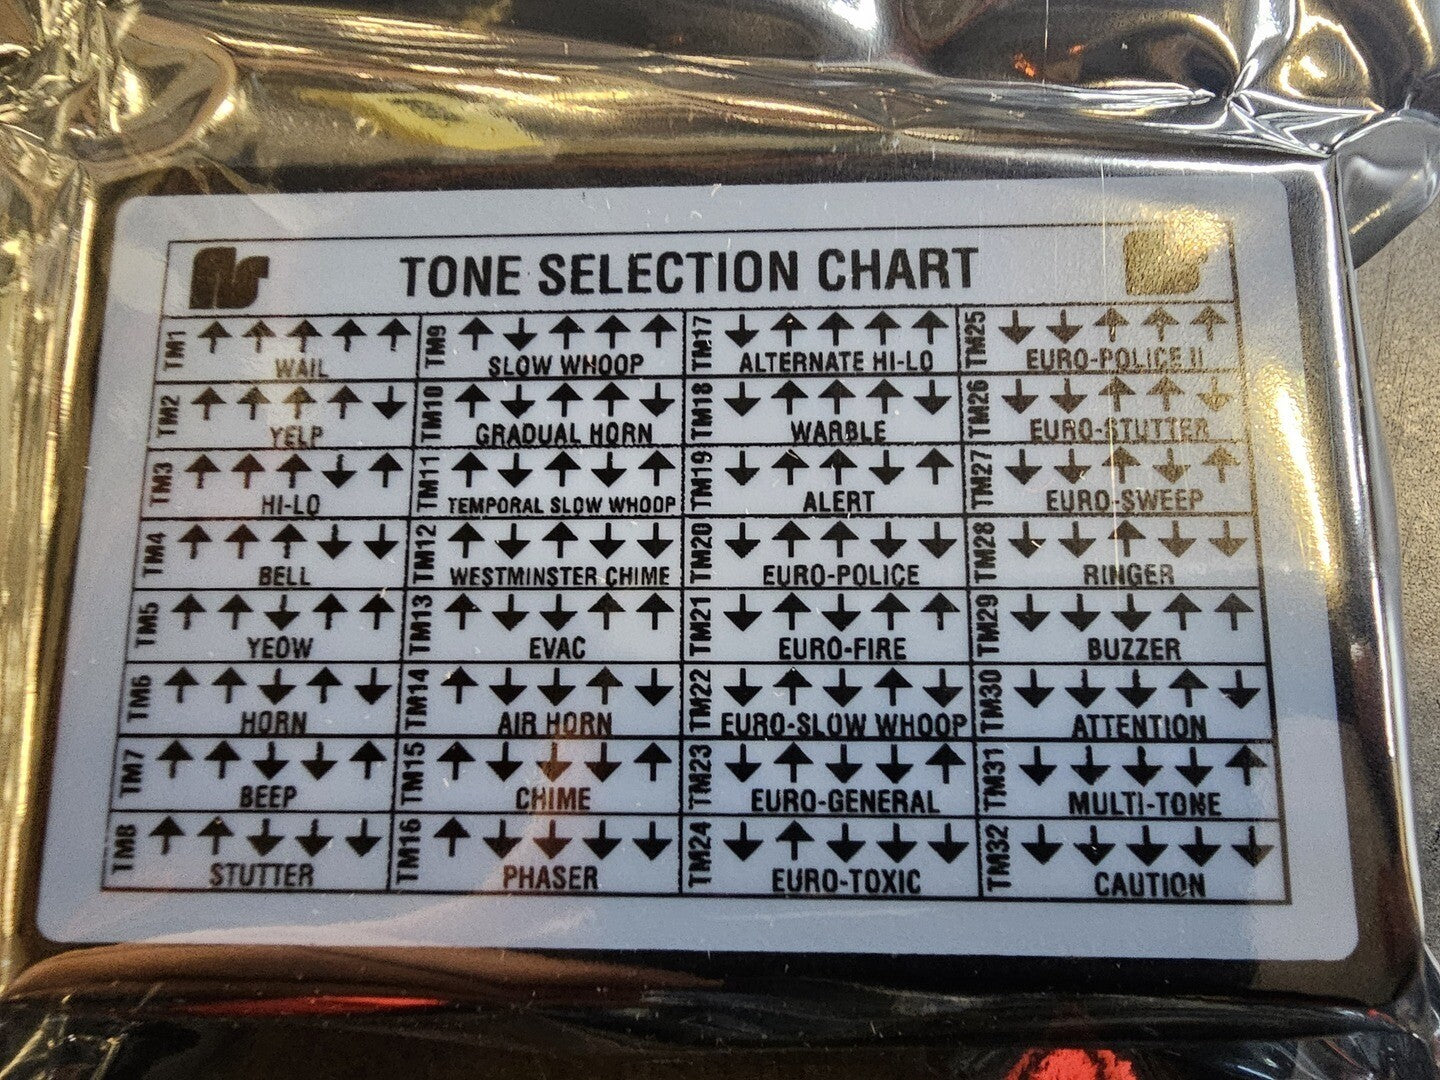 TONE SELECTION CHART
TM1 WAIL
TM2 YELP
TM3 HI-LO
TM4 BELL
TM5 YEOW
TM6 HORN
TM7 BEEP
TM8 STUTTER
TM9 SLOW WHOOP
TM10 GRADUAL HORN
TM11 TEMPORAL SLOW WHOOP
TM12 WESTMINSTER CHIME
TM13 EVAC
TM14 AIR HORN
TM15 CHIME
TM16 PHASER
TM17 ALTERNATE HI-LO
TM18 WARBLE
TM19 ALERT
TM20 EURO-POLICE
TM21 EURO-FIRE
TM22 EURO-SLOW WHOOP
TM23 EURO-GENERAL
TM24 EURO-TOXIC
TM25 EURO-POLICE II
TM26 EURO-STUTTER
TM27 EURO-SWEEP
TM28 RINGER
TM29 BUZZER
TM30 ATTENTION
TM31 MULTI-TONE
TM32 CAUTION